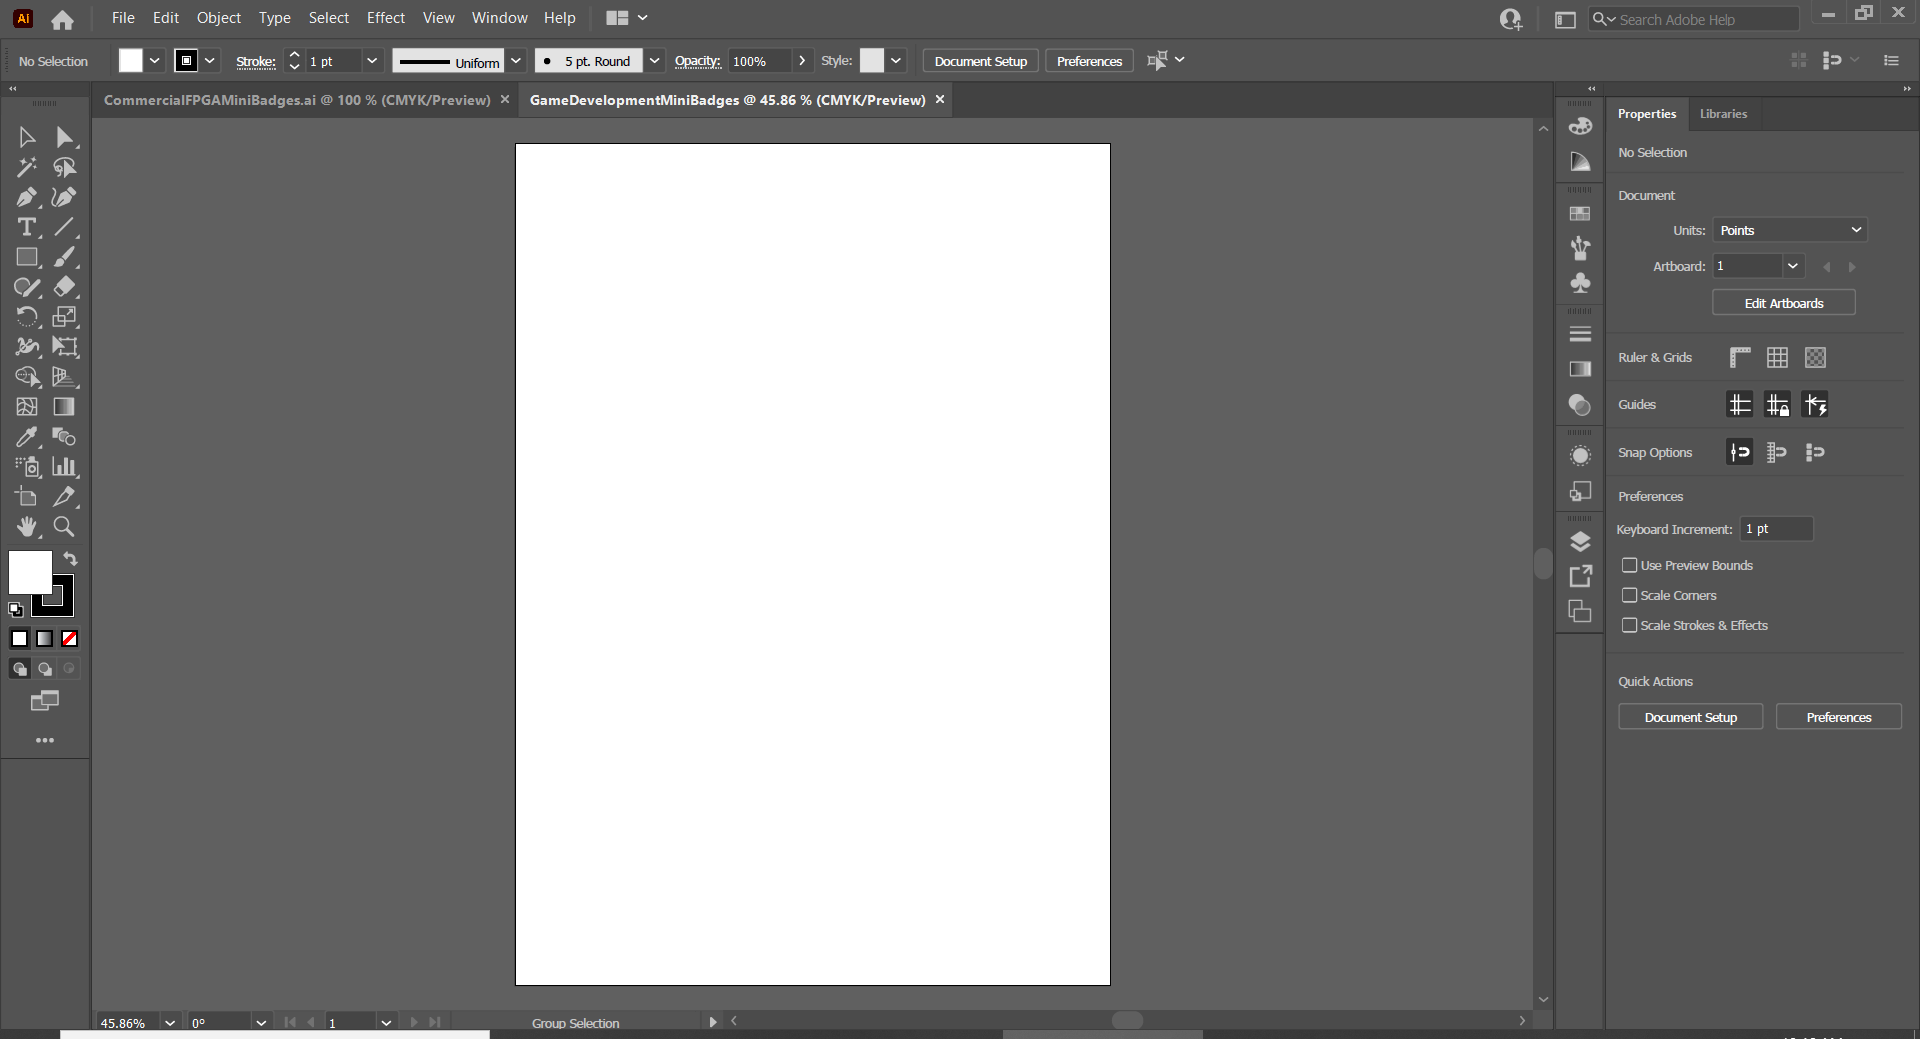 Ai File Edit Object Type Select Effect View Window Help Search Adobe Help
No Selection Stroke: 1 pt Uniform 5 pt. Round Opacity: 100% Style: Document Setup Preferences
CommercialFPGAMiniBadges.ai @ 100 % (CMYK/Preview) × GameDevelopmentMiniBadges @ 45.86 % (CMYK/Preview) ×
Properties Libraries
No Selection
Document
Units: Points
Artboard: 1
Edit Artboards
Ruler & Grids
Guides
Snap Options
Preferences
Keyboard Increment: 1 pt
Use Preview Bounds
Scale Corners
Scale Strokes & Effects
Quick Actions
Document Setup Preferences
45.86% 0° 1 Group Selection